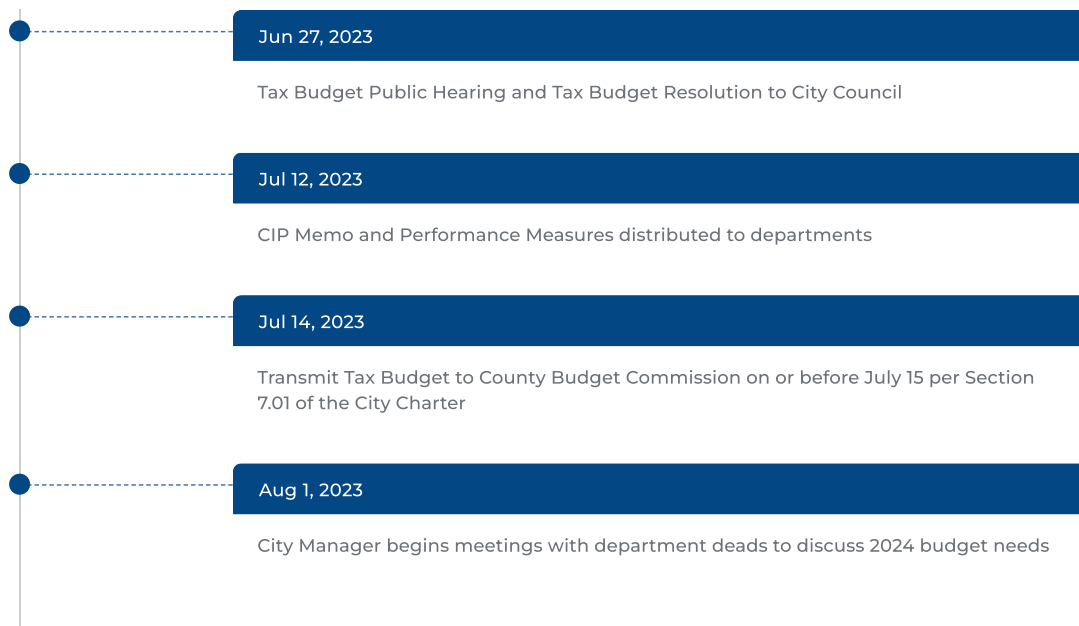 Jun 27, 2023
Tax Budget Public Hearing and Tax Budget Resolution to City Council
Jul 12, 2023
CIP Memo and Performance Measures distributed to departments
Jul 14, 2023
Transmit Tax Budget to County Budget Commission on or before July 15 per Section
7.01 of the City Charter
Aug 1, 2023
City Manager begins meetings with department deads to discuss 2024 budget needs